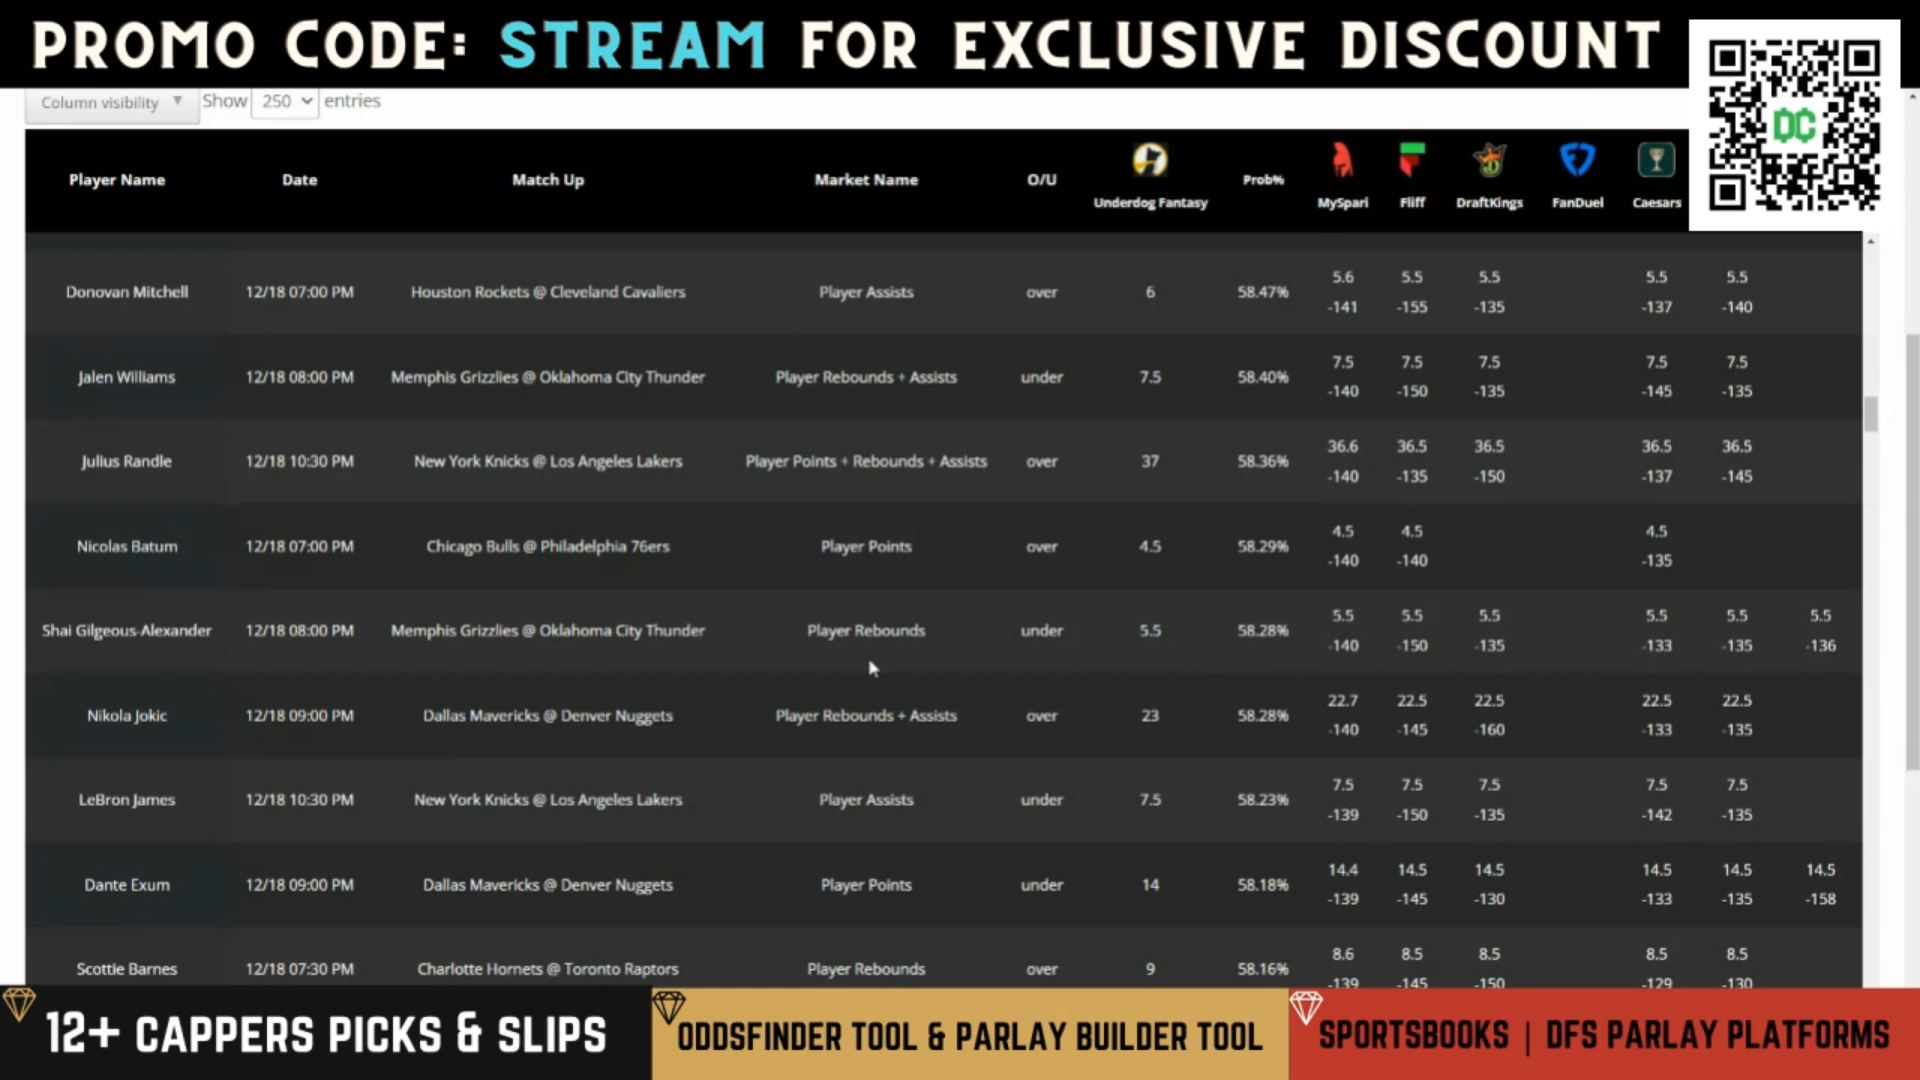 PROMO CODE: STREAM FOR EXCLUSIVE DISCOUNT
DC
Column visibility Show 250 entries
Player Name Date Match Up Market Name O/U Underdog Fantasy Prob% MySpari Fliff DraftKings FanDuel Caesars
5.6 5.5 5.5 5.5 5.5
Donovan Mitchell 12/18 07:00 PM Houston Rockets @ Cleveland Cavaliers Player Assists over 6 58.47%
-141 -155 -135 -137 -140
7.5 7.5 7.5 7.5 7.5
Jalen Williams 12/18 08:00 PM Memphis Grizzlies @ Oklahoma City Thunder Player Rebounds + Assists under 7.5 58.40%
-140 -150 -135 -145 -135
36.6 36.5 36.5 36.5 36.5
Julius Randle 12/18 10:30 PM New York Knicks @ Los Angeles Lakers Player Points + Rebounds + Assists over 37 58.36%
-140 -135 -150 -137 -145
4.5 4.5 4.5
Nicolas Batum 12/18 07:00 PM Chicago Bulls @ Philadelphia 76ers Player Points over 4.5 58.29%
-140 -140 -135
5.5 5.5 5.5 5.5 5.5 5.5
Shai Gilgeous-Alexander 12/18 08:00 PM Memphis Grizzlies @ Oklahoma City Thunder Player Rebounds under 5.5 58.28%
-140 -150 -135 -133 -135 -136
22.7 22.5 22.5 22.5 22.5
Nikola Jokic 12/18 09:00 PM Dallas Mavericks @ Denver Nuggets Player Rebounds + Assists over 23 58.28%
-140 -145 -160 -133 -135
7.5 7.5 7.5 7.5 7.5
LeBron James 12/18 10:30 PM New York Knicks @ Los Angeles Lakers Player Assists under 7.5 58.23%
-139 -150 -135 -142 -135
14.4 14.5 14.5 14.5 14.5 14.5
Dante Exum 12/18 09:00 PM Dallas Mavericks @ Denver Nuggets Player Points under 14 58.18%
-139 -145 -130 -133 -135 -158
8.6 8.5 8.5 8.5 8.5
Scottie Barnes 12/18 07:30 PM Charlotte Hornets @ Toronto Raptors Player Rebounds over 9 58.16%
-139 -145 -150 -129 -130
12+ CAPPERS PICKS & SLIPS
ODDSFINDER TOOL & PARLAY BUILDER TOOL
SPORTSBOOKS | DFS PARLAY PLATFORMS